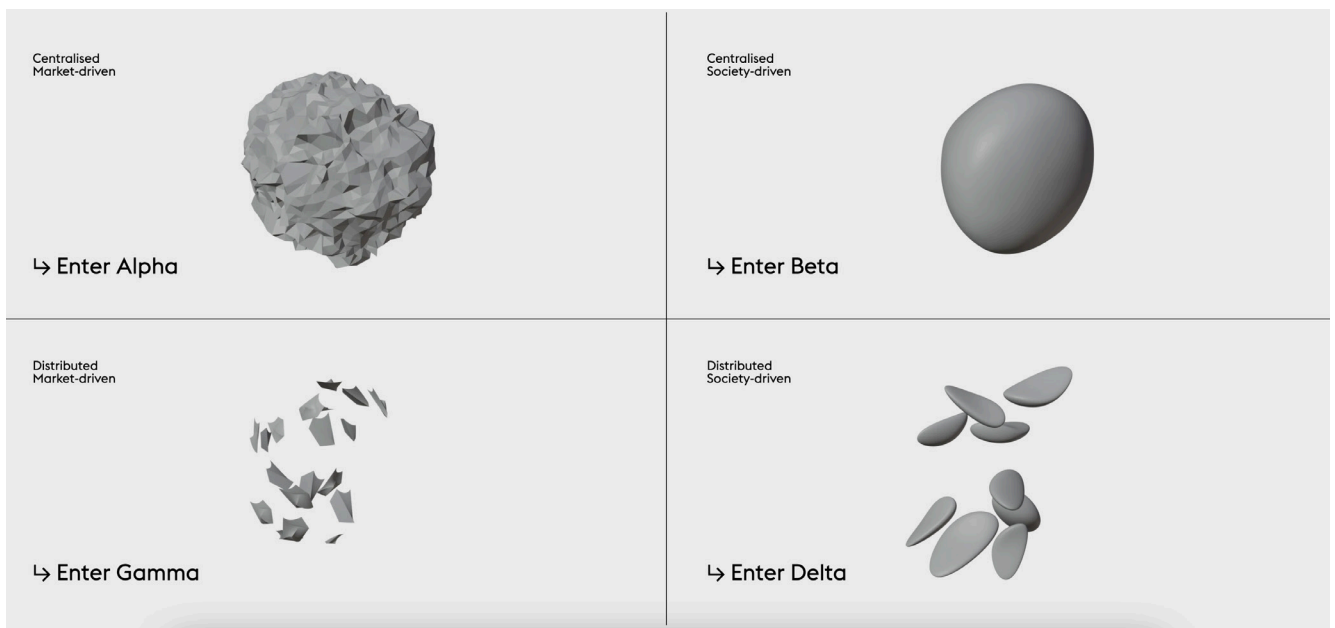 Centralised
Market-driven
↳ Enter Alpha
Centralised
Society-driven
↳ Enter Beta
Distributed
Market-driven
↳ Enter Gamma
Distributed
Society-driven
↳ Enter Delta